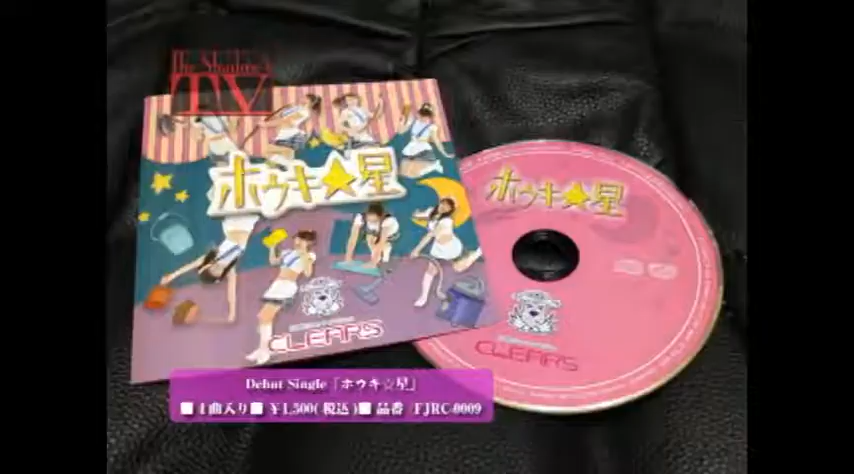 The Shadow's
TV
ホウキ★星
ホウキ★星
CLEARS
CLEARS
Debut Single「ホウキ☆星」
■4曲入り■ ¥1,500(税込)■ 品番 FJRC-0009